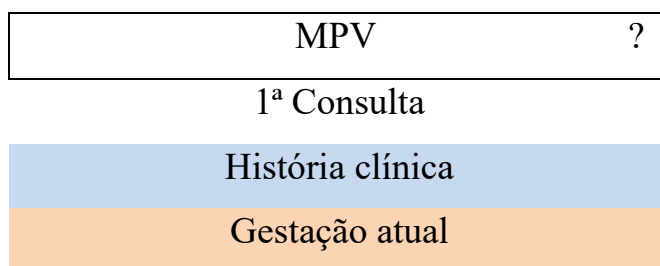 MPV ?
1ª Consulta
História clínica
Gestação atual